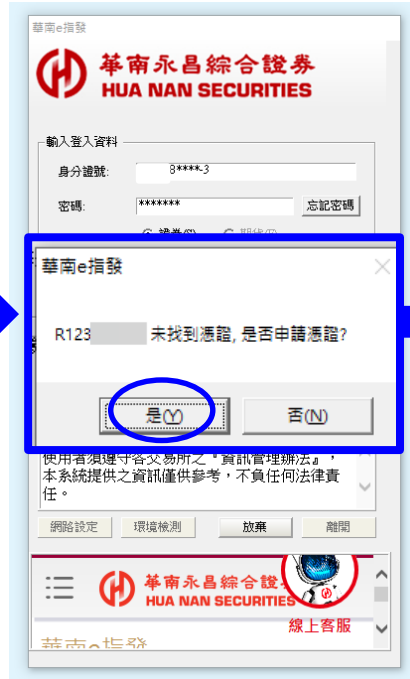 華南e指發
華南永昌綜合證券
HUA NAN SECURITIES
輸入登入資料
身分證號: 8****-3
密碼: ******* 忘記密碼
華南e指發
R123 未找到憑證, 是否申請憑證?
是(Y) 否(N)
使用者須遵守各交易所之『資訊管理辦法』，
本系統提供之資訊僅供參考，不負任何法律責
任。
網路設定 環境檢測 放棄 離開
華南永昌綜合證
HUA NAN SECURITIES
線上客服
華南e指發